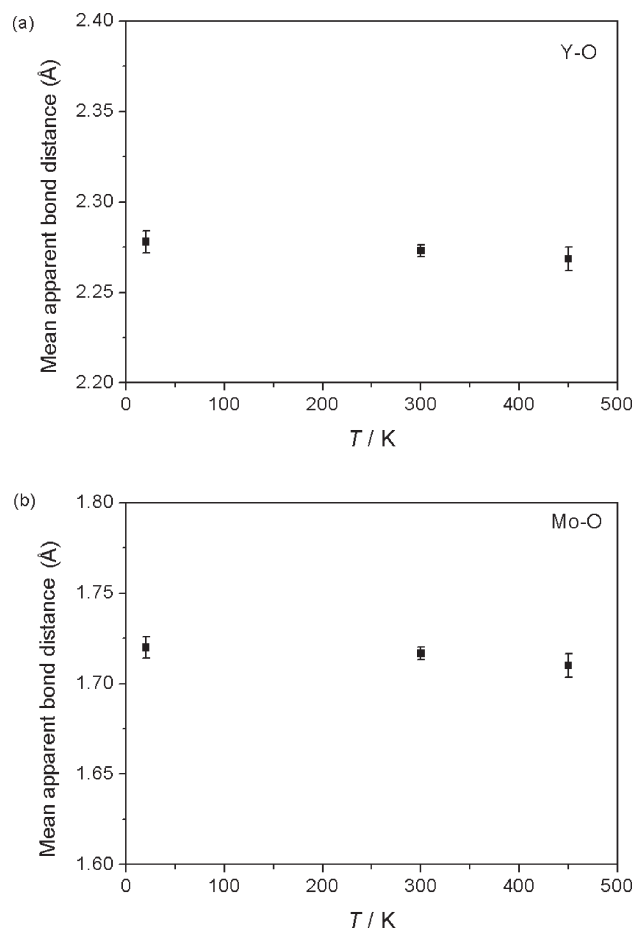 (a)
2.40
Y-O
2.35
2.30
2.25
2.20
Mean apparent bond distance (Å)
0 100 200 300 400 500
T / K
(b)
1.80
Mo-O
1.75
1.70
1.65
1.60
Mean apparent bond distance (Å)
0 100 200 300 400 500
T / K